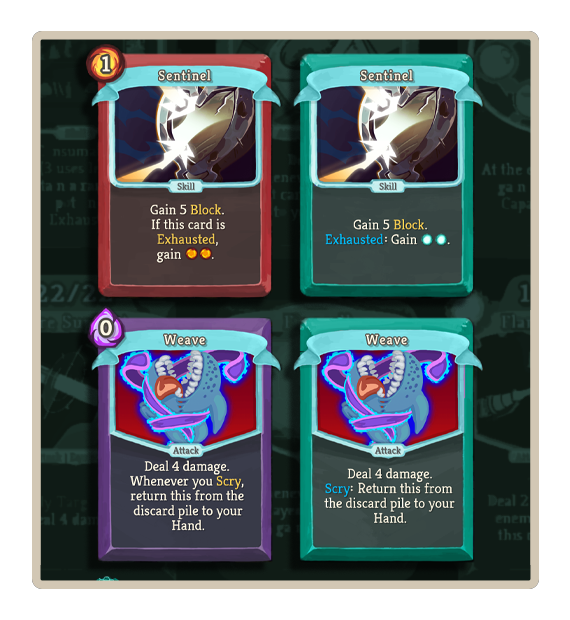 1
Sentinel
Skill
Gain 5 Block.
If this card is
Exhausted,
gain
Sentinel
Skill
Gain 5 Block.
Exhausted: Gain
0
Weave
Attack
Deal 4 damage.
Whenever you Scry,
return this from the
discard pile to your
Hand.
Weave
Attack
Deal 4 damage.
Scry: Return this from
the discard pile to your
Hand.